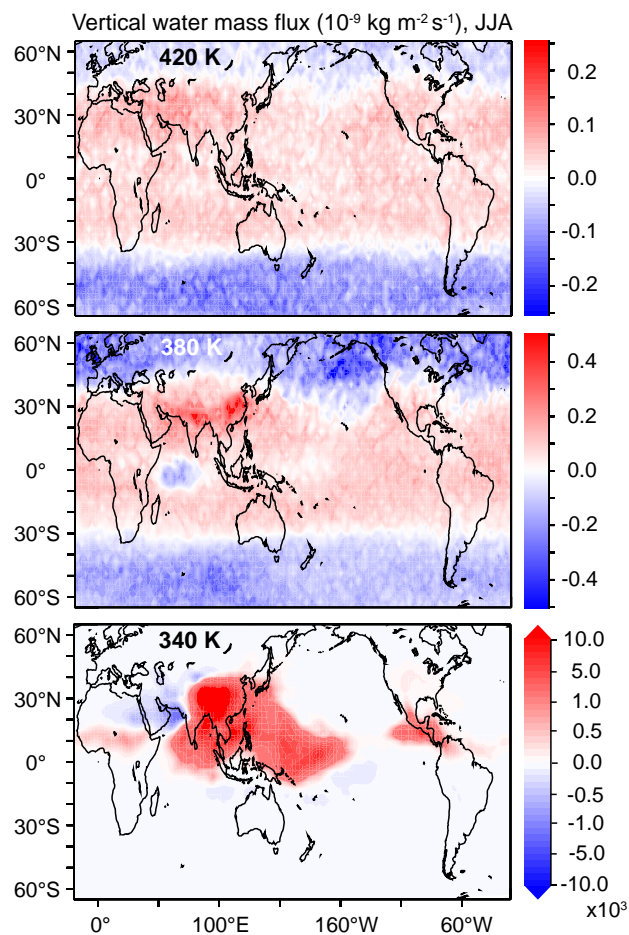 Vertical water mass flux (10-9 kg m-2 s-1), JJA
420 K
60°N
30°N
0°
30°S
60°S
0.2
0.1
0.0
-0.1
-0.2
380 K
60°N
30°N
0°
30°S
60°S
0.4
0.2
0.0
-0.2
-0.4
340 K
60°N
30°N
0°
30°S
60°S
10.0
5.0
1.0
0.5
0.0
-0.5
-1.0
-5.0
-10.0
x10³
0° 100°E 160°W 60°W